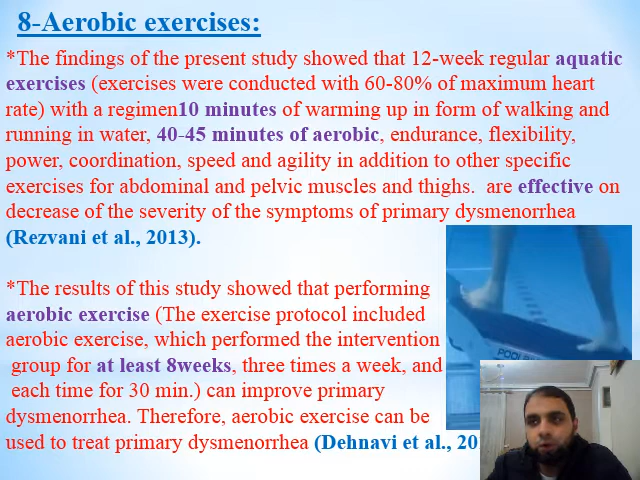 8-Aerobic exercises:
*The findings of the present study showed that 12-week regular aquatic
exercises (exercises were conducted with 60-80% of maximum heart
rate) with a regimen10 minutes of warming up in form of walking and
running in water, 40-45 minutes of aerobic, endurance, flexibility,
power, coordination, speed and agility in addition to other specific
exercises for abdominal and pelvic muscles and thighs. are effective on
decrease of the severity of the symptoms of primary dysmenorrhea
(Rezvani et al., 2013).
*The results of this study showed that performing
aerobic exercise (The exercise protocol included
aerobic exercise, which performed the intervention
group for at least 8weeks, three times a week, and
each time for 30 min.) can improve primary
dysmenorrhea. Therefore, aerobic exercise can be
used to treat primary dysmenorrhea (Dehnavi et al., 20